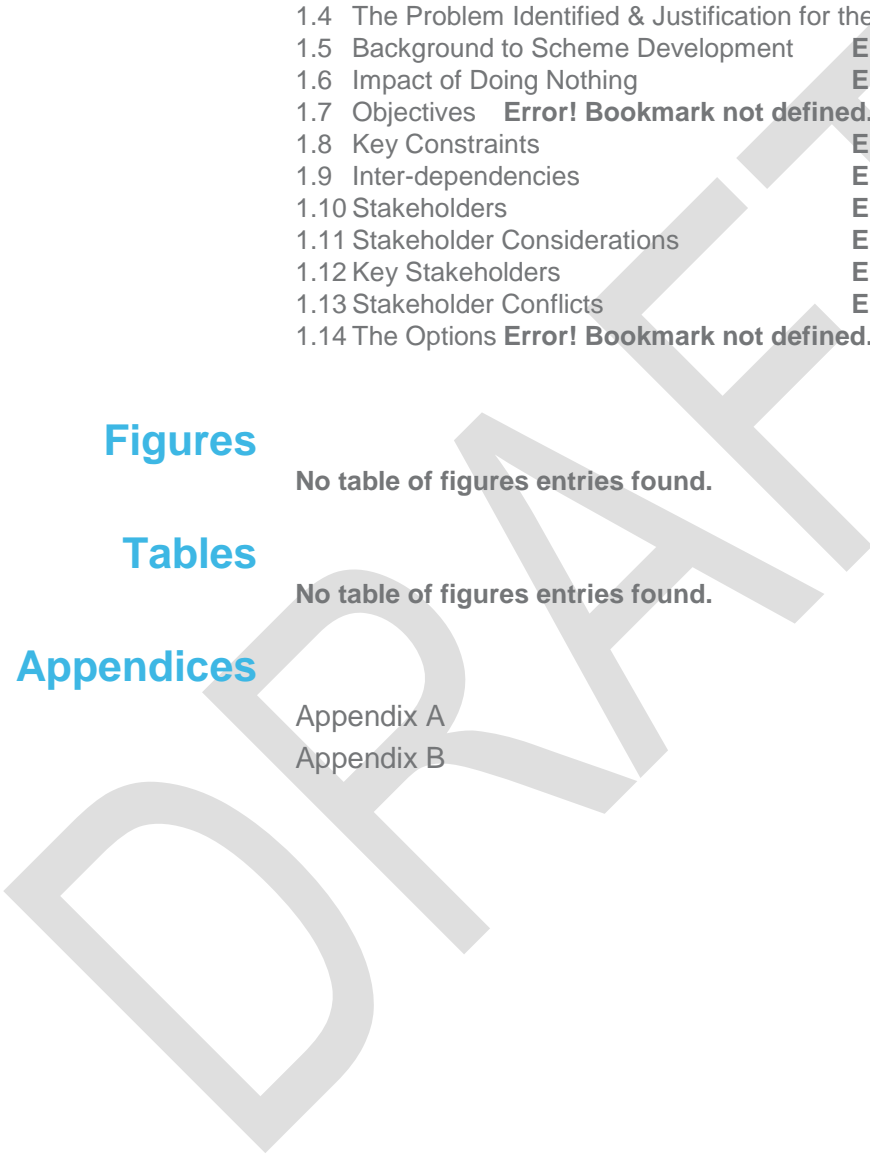 1.4 The Problem Identified & Justification for the
1.5 Background to Scheme Development E
1.6 Impact of Doing Nothing E
1.7 Objectives Error! Bookmark not defined.
1.8 Key Constraints E
1.9 Inter-dependencies E
1.10 Stakeholders E
1.11 Stakeholder Considerations E
1.12 Key Stakeholders E
1.13 Stakeholder Conflicts E
1.14 The Options Error! Bookmark not defined.
Figures
No table of figures entries found.
Tables
No table of figures entries found.
Appendices
Appendix A
Appendix B
DRAFT